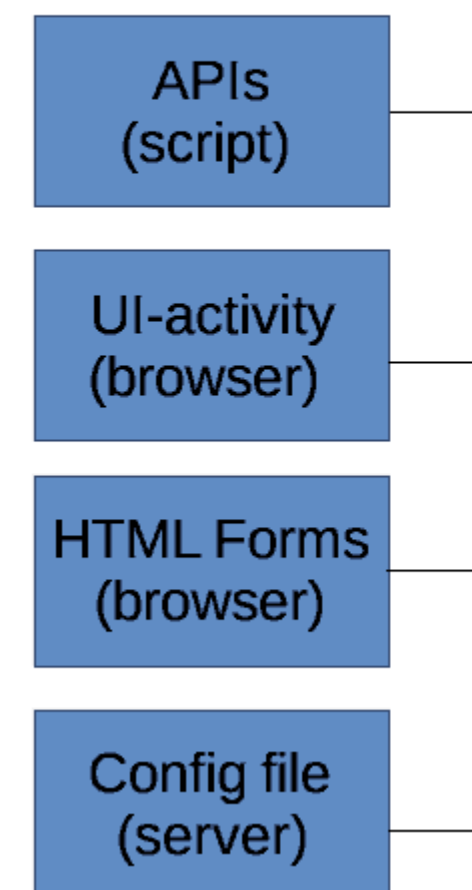 APIs
(script)
UI-activity
(browser)
HTML Forms
(browser)
Config file
(server)